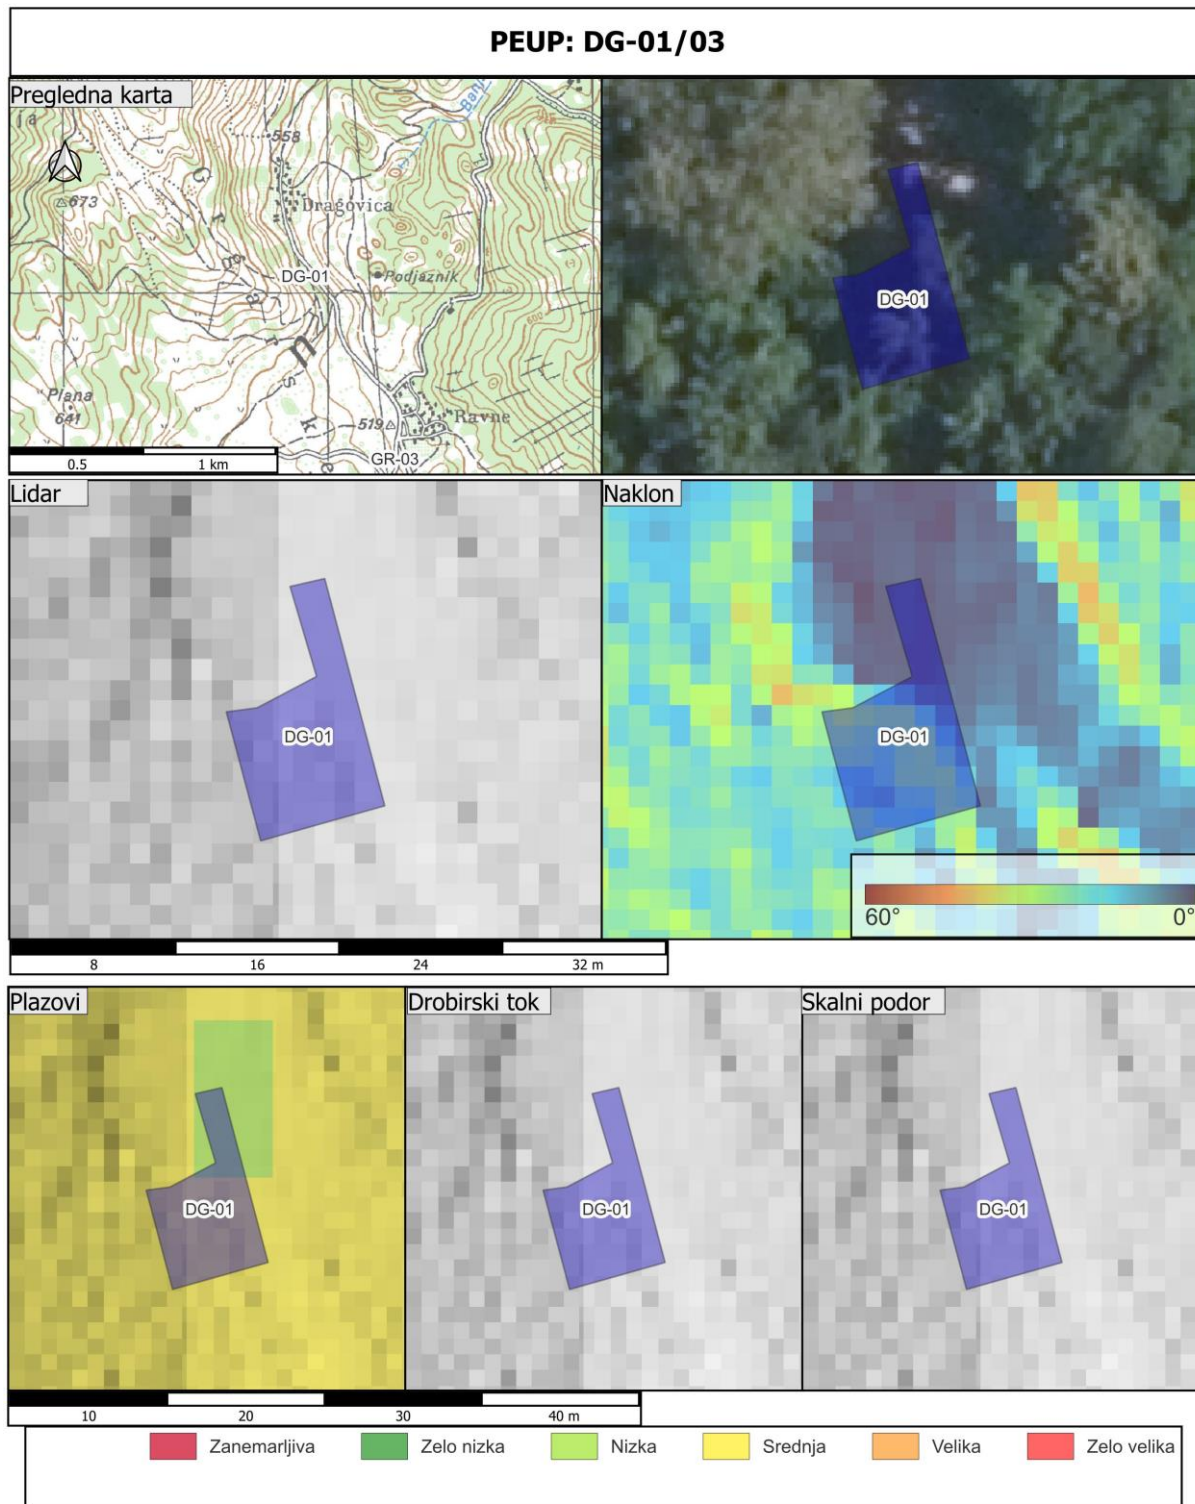 PEUP: DG-01/03
Pregledna karta
ja
558
Ban
673
Dragovica
DG-01
Podjaznik
600
Plana
641
519
Ravne
GR-03
0.5 1 km
DG-01
Lidar
DG-01
8 16 24 32 m
Naklon
DG-01
60° 0°
Plazovi
DG-01
Drobirski tok
DG-01
Skalni podor
DG-01
10 20 30 40 m
Zanemarljiva Zelo nizka Nizka Srednja Velika Zelo velika